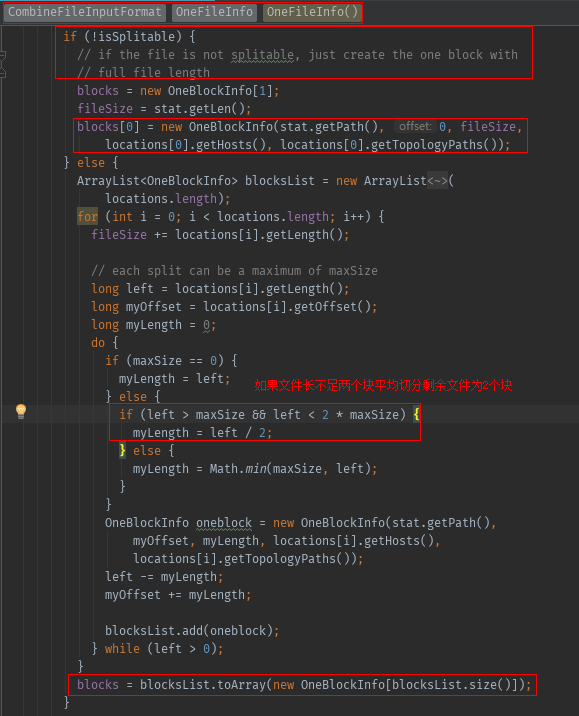 CombineFileInputFormat OneFileInfo OneFileInfo()
if (!isSplitable) {
// if the file is not splitable, just create the one block with
// full file length
blocks = new OneBlockInfo[1];
fileSize = stat.getLen();
blocks[0] = new OneBlockInfo(stat.getPath(), offset: 0, fileSize,
locations[0].getHosts(), locations[0].getTopologyPaths());
} else {
ArrayList<OneBlockInfo> blocksList = new ArrayList<~>(
locations.length);
for (int i = 0; i < locations.length; i++) {
fileSize += locations[i].getLength();
// each split can be a maximum of maxSize
long left = locations[i].getLength();
long myOffset = locations[i].getOffset();
long myLength = 0;
do {
if (maxSize == 0) {
myLength = left;
如果文件长不足两个块平均切分剩余文件为2个块
} else {
if (left > maxSize && left < 2 * maxSize) {
myLength = left / 2;
} else {
myLength = Math.min(maxSize, left);
}
}
OneBlockInfo oneblock = new OneBlockInfo(stat.getPath(),
myOffset, myLength, locations[i].getHosts(),
locations[i].getTopologyPaths());
left -= myLength;
myOffset += myLength;
blocksList.add(oneblock);
} while (left > 0);
}
blocks = blocksList.toArray(new OneBlockInfo[blocksList.size()]);
}